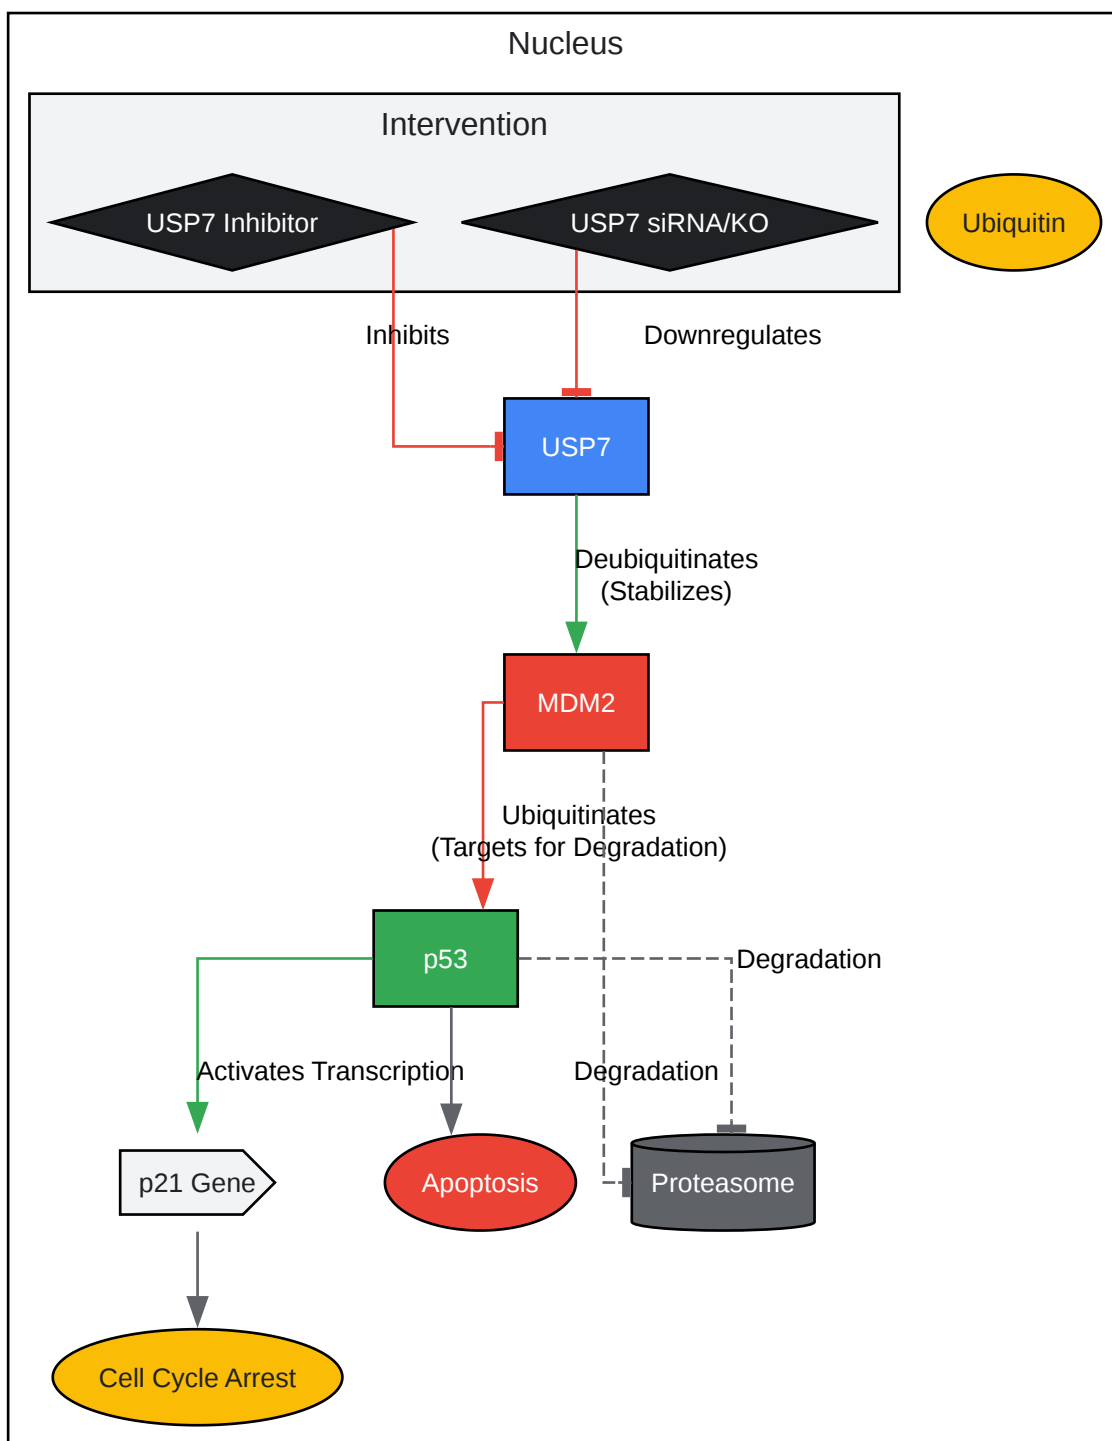 Nucleus
Intervention
USP7 Inhibitor
USP7 siRNA/KO
Ubiquitin
Inhibits
Downregulates
USP7
Deubiquitinates
(Stabilizes)
MDM2
Ubiquitinates
(Targets for Degradation)
p53
Degradation
Activates Transcription
Degradation
p21 Gene
Apoptosis
Proteasome
Cell Cycle Arrest